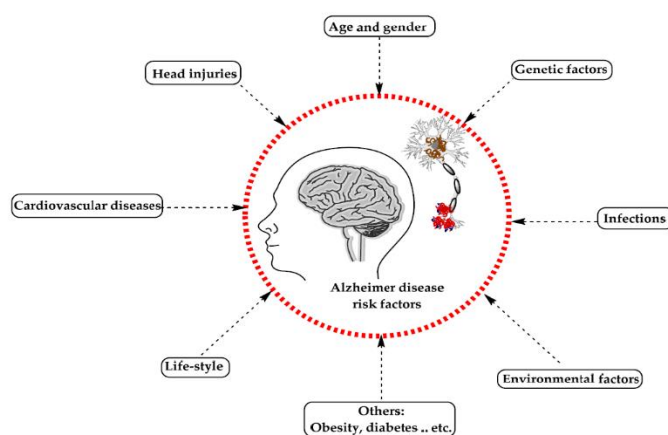 Age and gender
Head injuries
Genetic factors
Cardiovascular diseases
Infections
Alzheimer disease
risk factors
Life-style
Environmental factors
Others:
Obesity, diabetes .. etc.